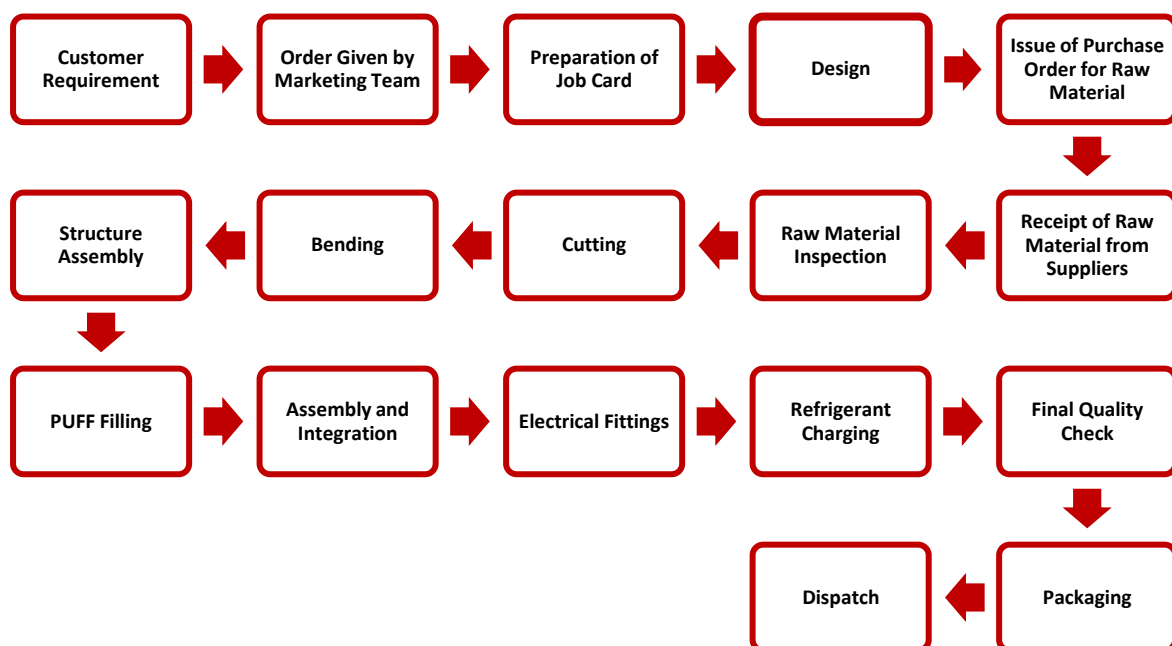 Customer
Requirement
Order Given by
Marketing Team
Preparation of
Job Card
Design
Issue of Purchase
Order for Raw
Material
Receipt of Raw
Material from
Suppliers
Raw Material
Inspection
Cutting
Bending
Structure
Assembly
PUFF Filling
Assembly and
Integration
Electrical Fittings
Refrigerant
Charging
Final Quality
Check
Packaging
Dispatch